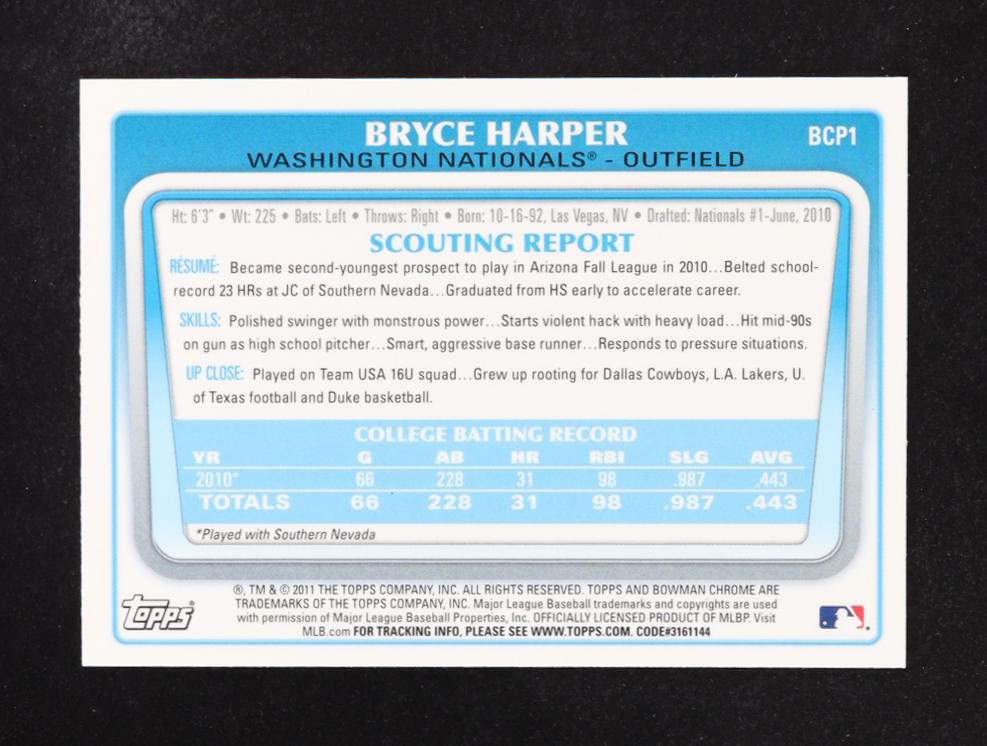 BRYCE HARPER
BCP1
WASHINGTON NATIONALS® - OUTFIELD
Ht: 6'3" • Wt: 225 • Bats: Left • Throws: Right • Born: 10-16-92, Las Vegas, NV • Drafted: Nationals #1-June, 2010
SCOUTING REPORT
RÉSUMÉ: Became second-youngest prospect to play in Arizona Fall League in 2010...Belted school-
record 23 HRs at JC of Southern Nevada...Graduated from HS early to accelerate career.
SKILLS: Polished swinger with monstrous power...Starts violent hack with heavy load...Hit mid-90s
on gun as high school pitcher...Smart, aggressive base runner...Responds to pressure situations.
UP CLOSE: Played on Team USA 16U squad...Grew up rooting for Dallas Cowboys, L.A. Lakers, U.
of Texas football and Duke basketball.
COLLEGE BATTING RECORD
YR G AB HR RBI SLG AVG
2010* 66 228 31 98 .987 .443
TOTALS 66 228 31 98 .987 .443
*Played with Southern Nevada
®, TM & © 2011 THE TOPPS COMPANY, INC. ALL RIGHTS RESERVED. TOPPS AND BOWMAN CHROME ARE
TRADEMARKS OF THE TOPPS COMPANY, INC. Major League Baseball trademarks and copyrights are used
with permission of Major League Baseball Properties, Inc. OFFICIALLY LICENSED PRODUCT OF MLBP. Visit
MLB.com FOR TRACKING INFO, PLEASE SEE WWW.TOPPS.COM. CODE#3161144
topps®